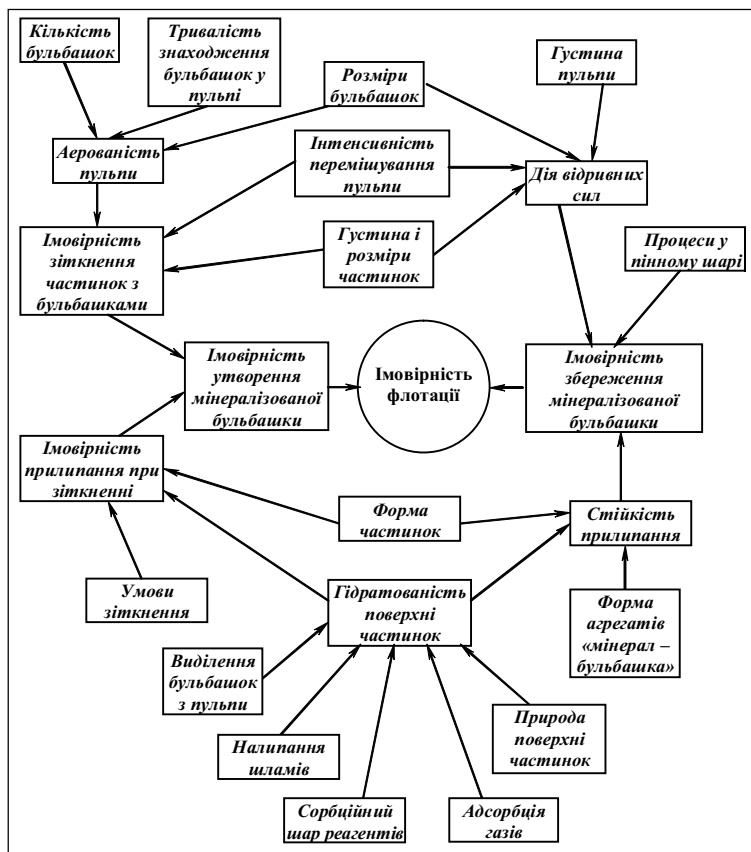 Кількість
бульбашок
Тривалість
знаходження
бульбашок у
пульпі
Розміри
бульбашок
Густина
пульпи
Аерованість
пульпи
Інтенсивність
перемішування
пульпи
Дія відривних
сил
Імовірність
зіткнення
частинок з
бульбашками
Густина і
розміри
частинок
Процеси у
пінному шарі
Імовірність
утворення
мінералізованої
бульбашки
Імовірність
флотації
Імовірність
збереження
мінералізованої
бульбашки
Імовірність
прилипання при
зіткненні
Форма
частинок
Стійкість
прилипання
Умови
зіткнення
Гідратованість
поверхні
частинок
Форма
агрегатів
«мінерал –
бульбашка»
Виділення
бульбашок
з пульпи
Налипання
шламів
Природа
поверхні
частинок
Сорбційний
шар реагентів
Адсорбція
газів